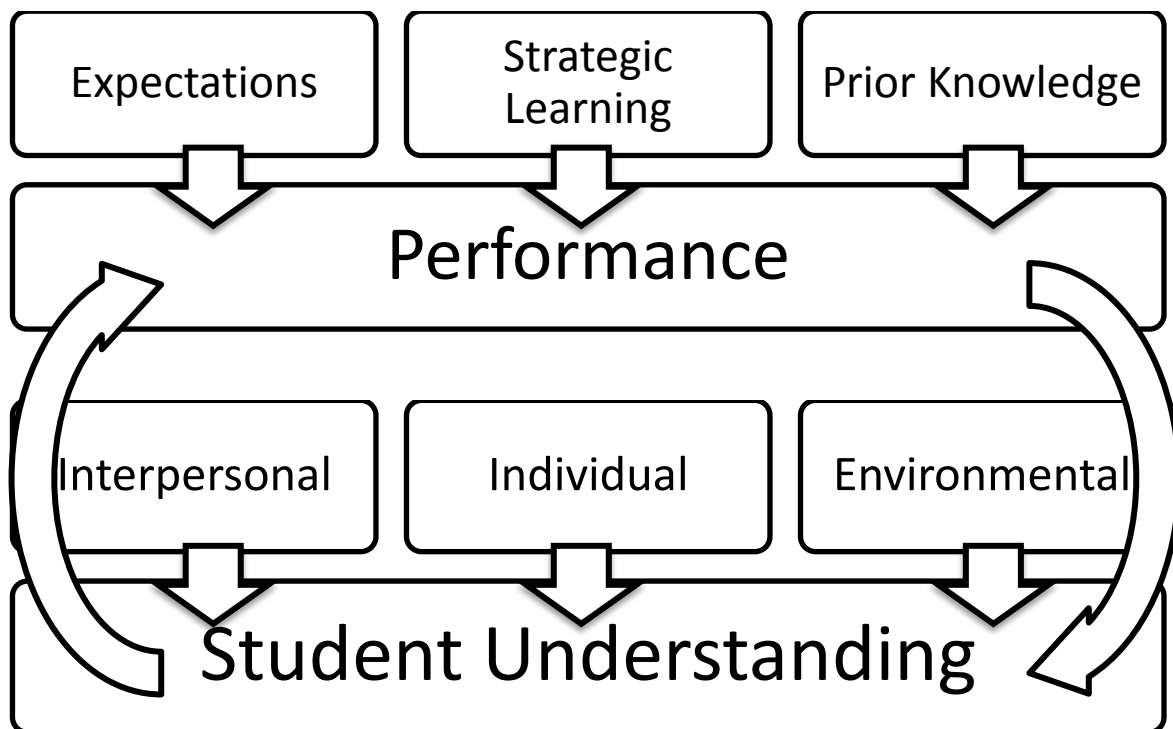 Expectations
Strategic
Learning
Prior Knowledge
Performance
Interpersonal
Individual
Environmental
Student Understanding